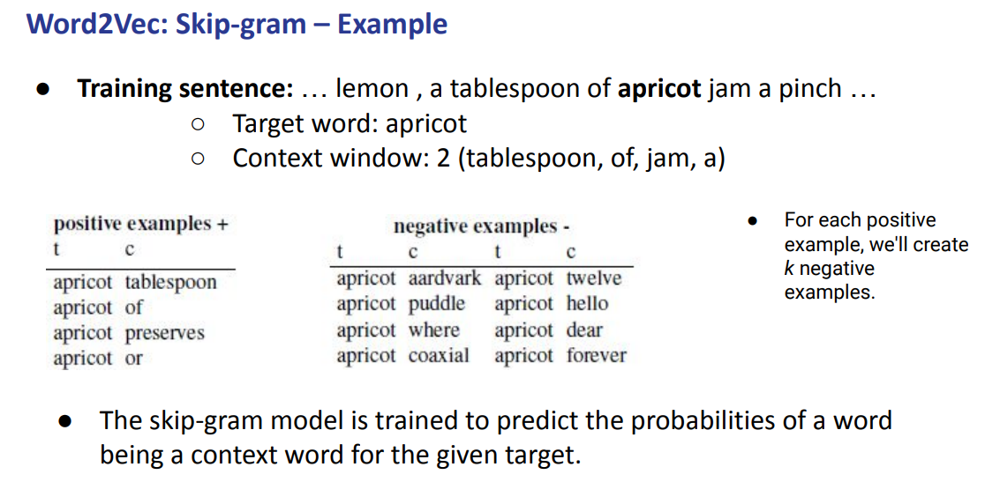 Word2Vec: Skip-gram – Example
● Training sentence: … lemon , a tablespoon of apricot jam a pinch …
○ Target word: apricot
○ Context window: 2 (tablespoon, of, jam, a)
positive examples +
t c
apricot tablespoon
apricot of
apricot preserves
apricot or
negative examples -
t c t c
apricot aardvark apricot twelve
apricot puddle apricot hello
apricot where apricot dear
apricot coaxial apricot forever
● For each positive
example, we'll create
k negative
examples.
● The skip-gram model is trained to predict the probabilities of a word
being a context word for the given target.